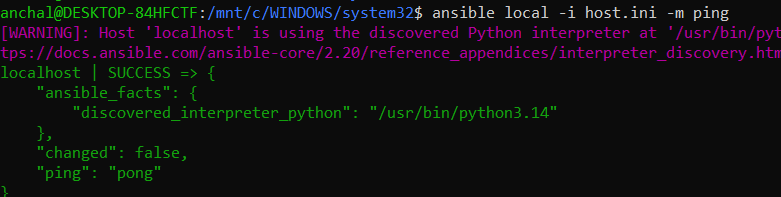 anchal@DESKTOP-84HFCTF:/mnt/c/WINDOWS/system32$ ansible local -i host.ini -m ping
[WARNING]: Host 'localhost' is using the discovered Python interpreter at '/usr/bin/pyt
tps://docs.ansible.com/ansible-core/2.20/reference_appendices/interpreter_discovery.htm
localhost | SUCCESS => {
    "ansible_facts": {
        "discovered_interpreter_python": "/usr/bin/python3.14"
    },
    "changed": false,
    "ping": "pong"
}